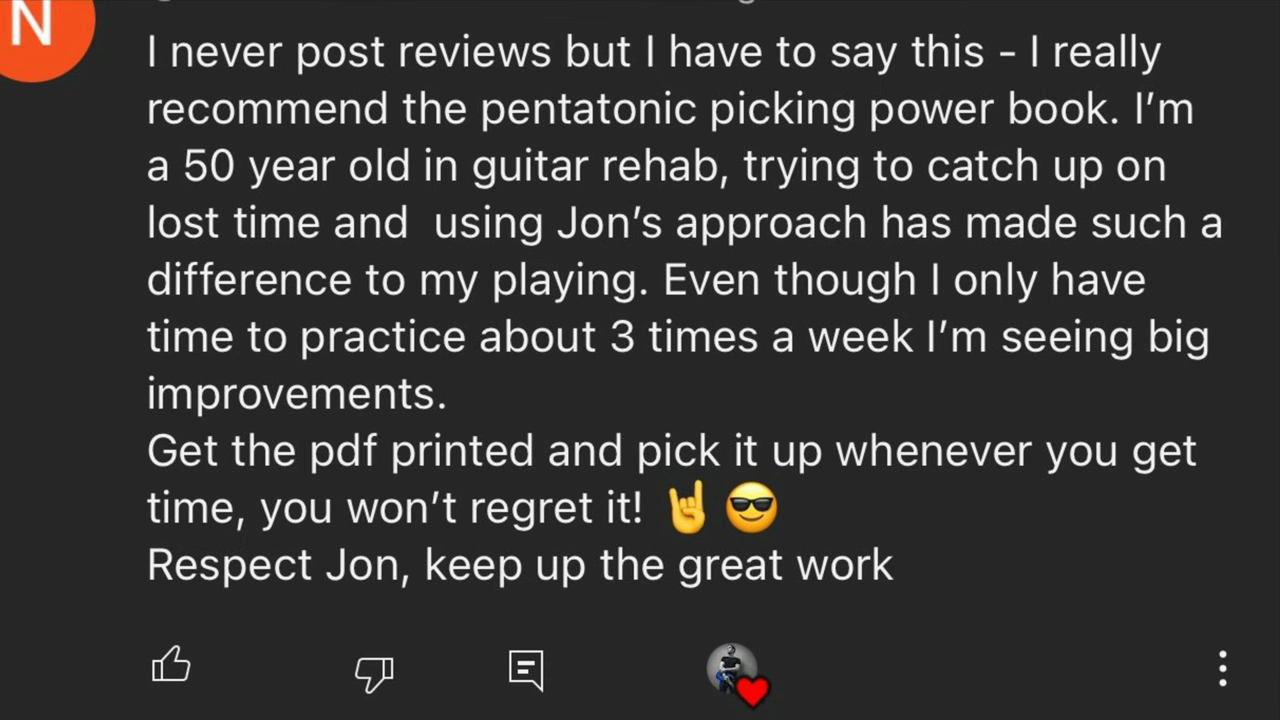 N
I never post reviews but I have to say this - I really
recommend the pentatonic picking power book. I’m
a 50 year old in guitar rehab, trying to catch up on
lost time and  using Jon’s approach has made such a
difference to my playing. Even though I only have
time to practice about 3 times a week I’m seeing big
improvements.
Get the pdf printed and pick it up whenever you get
time, you won’t regret it! 🤘😎
Respect Jon, keep up the great work